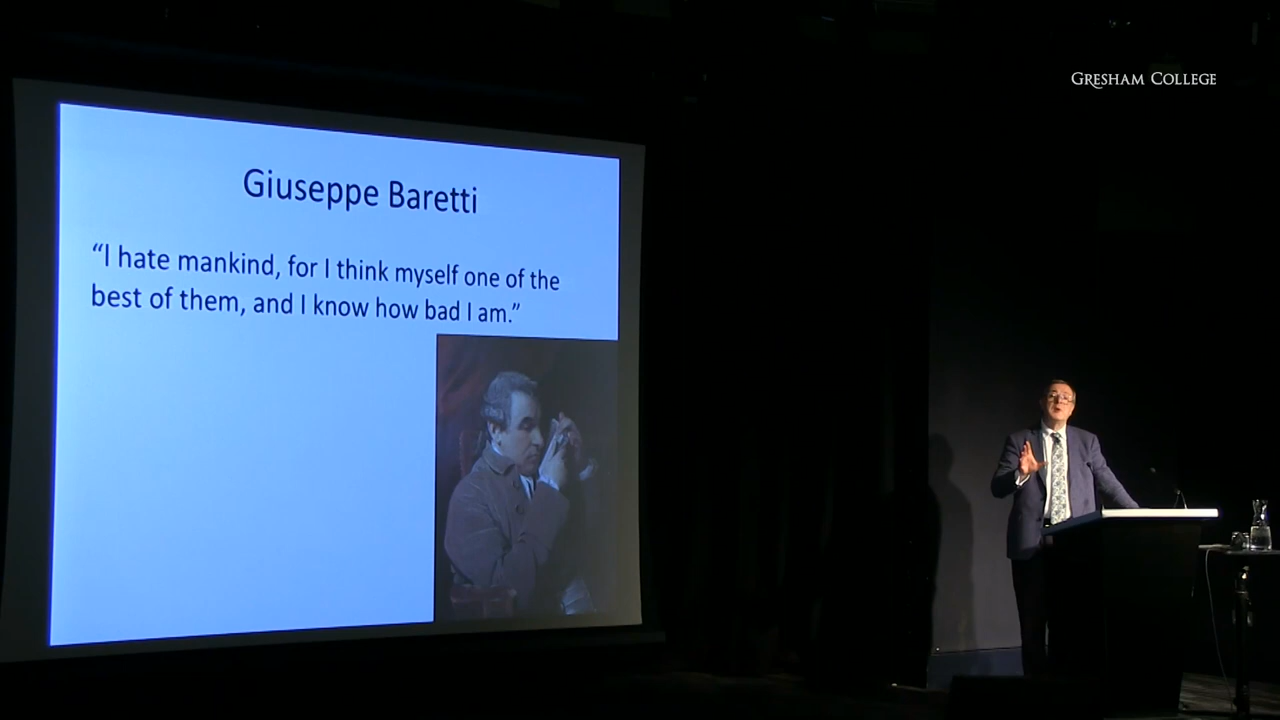 GRESHAM COLLEGE
Giuseppe Baretti
“I hate mankind, for I think myself one of the
best of them, and I know how bad I am.”